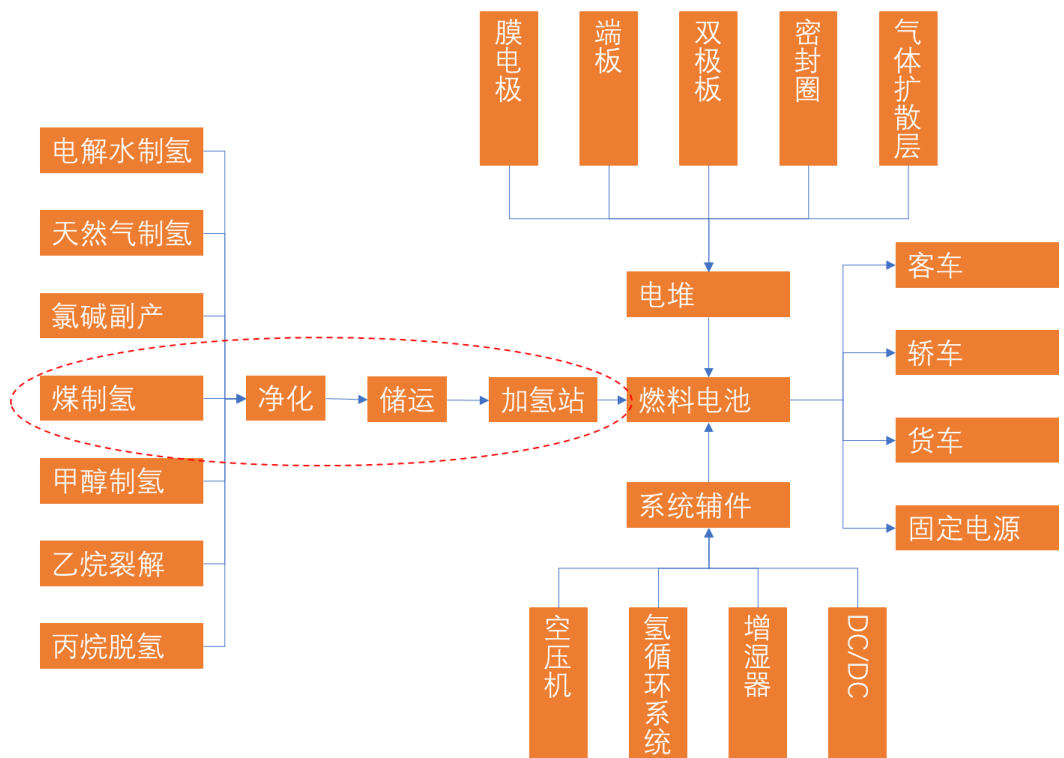 膜电极
端板
双极板
密封圈
气体扩散层
电解水制氢
天然气制氢
氯碱副产
煤制氢
甲醇制氢
乙烷裂解
丙烷脱氢
净化
储运
加氢站
电堆
燃料电池
系统辅件
客车
轿车
货车
固定电源
空压机
氢循环系统
增湿器
DC/DC